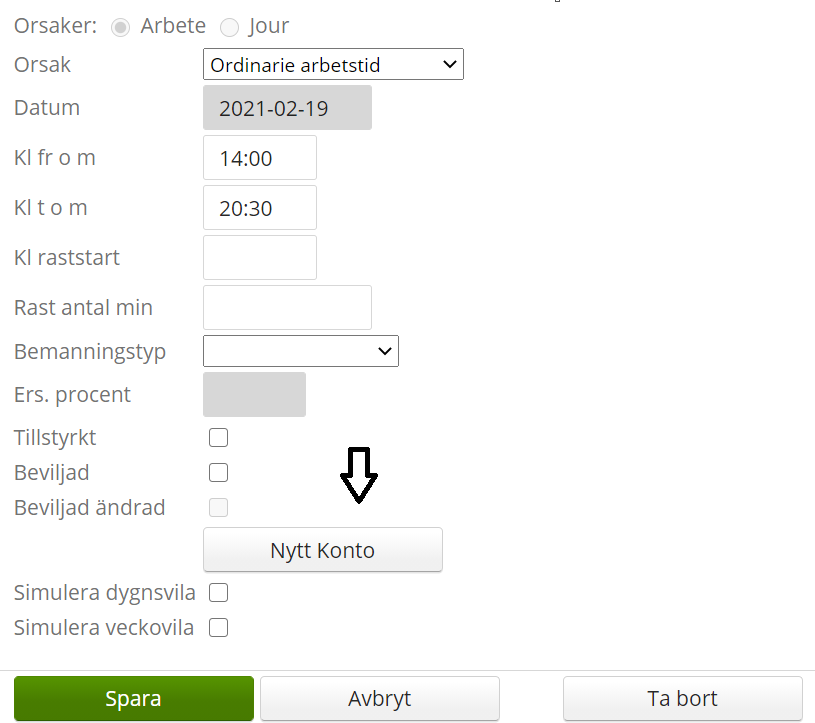 Orsaker: Arbete Jour
Orsak Ordinarie arbetstid
Datum 2021-02-19
Kl fr o m 14:00
Kl t o m 20:30
Kl raststart
Rast antal min
Bemanningstyp
Ers. procent
Tillstyrkt
Beviljad
Beviljad ändrad
Nytt Konto
Simulera dygnsvila
Simulera veckovila
Spara Avbryt Ta bort